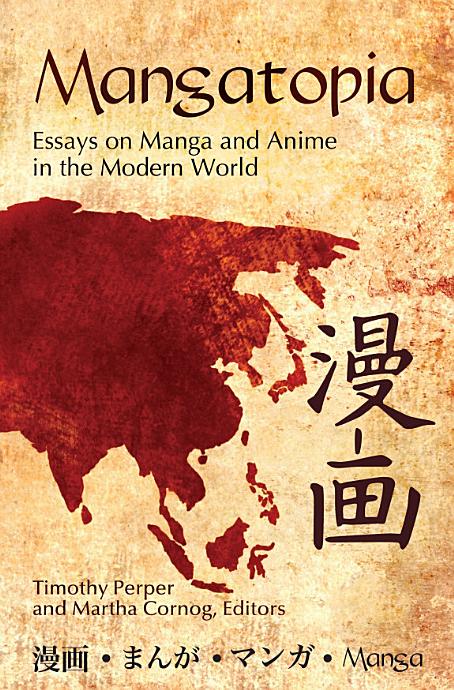 Mangatopia
Essays on Manga and Anime
in the Modern World
漫画
Timothy Perper
and Martha Cornog, Editors
漫画・まんが・マンガ・Manga